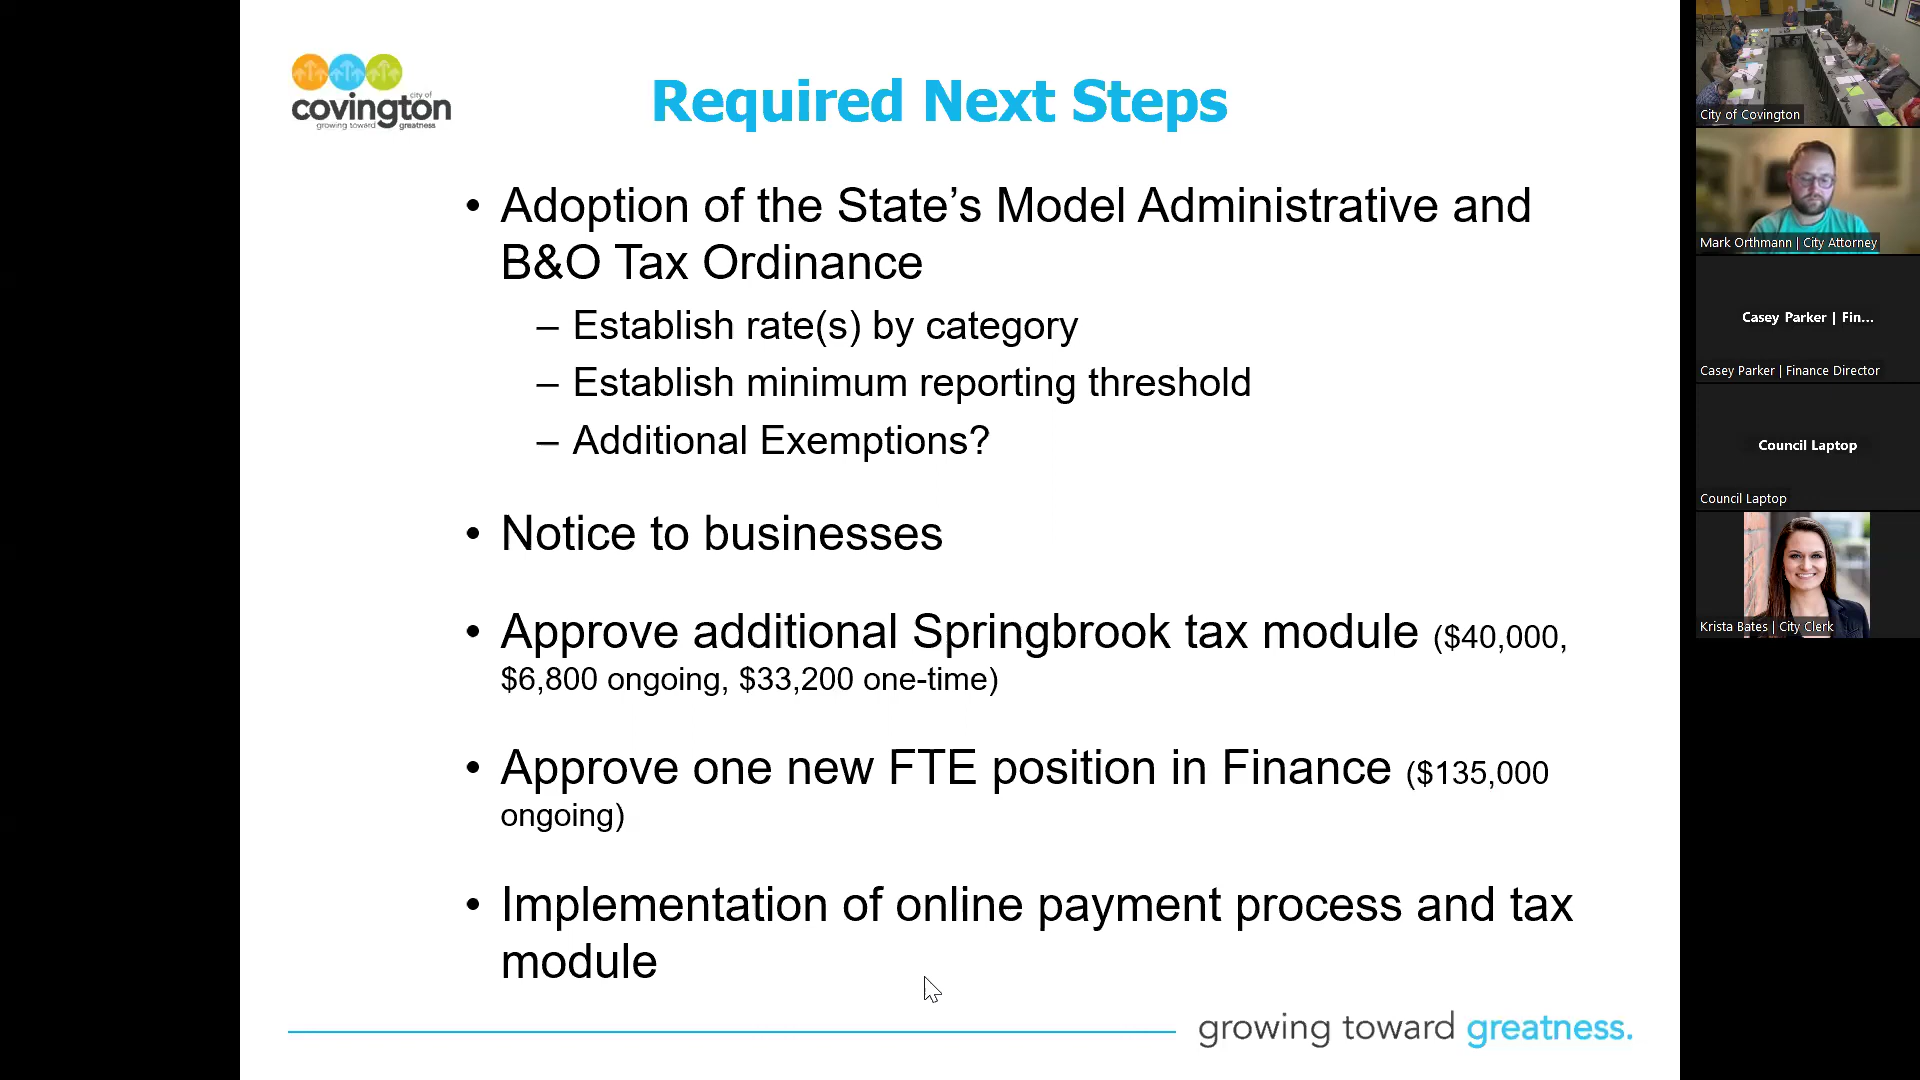 city of
covington
growing toward greatness
Required Next Steps
• Adoption of the State’s Model Administrative and
B&O Tax Ordinance
– Establish rate(s) by category
– Establish minimum reporting threshold
– Additional Exemptions?
• Notice to businesses
• Approve additional Springbrook tax module ($40,000,
$6,800 ongoing, $33,200 one-time)
• Approve one new FTE position in Finance ($135,000
ongoing)
• Implementation of online payment process and tax
module
growing toward greatness.
City of Covington
Mark Orthmann | City Attorney
Casey Parker | Fin...
Casey Parker | Finance Director
Council Laptop
Council Laptop
Krista Bates | City Clerk